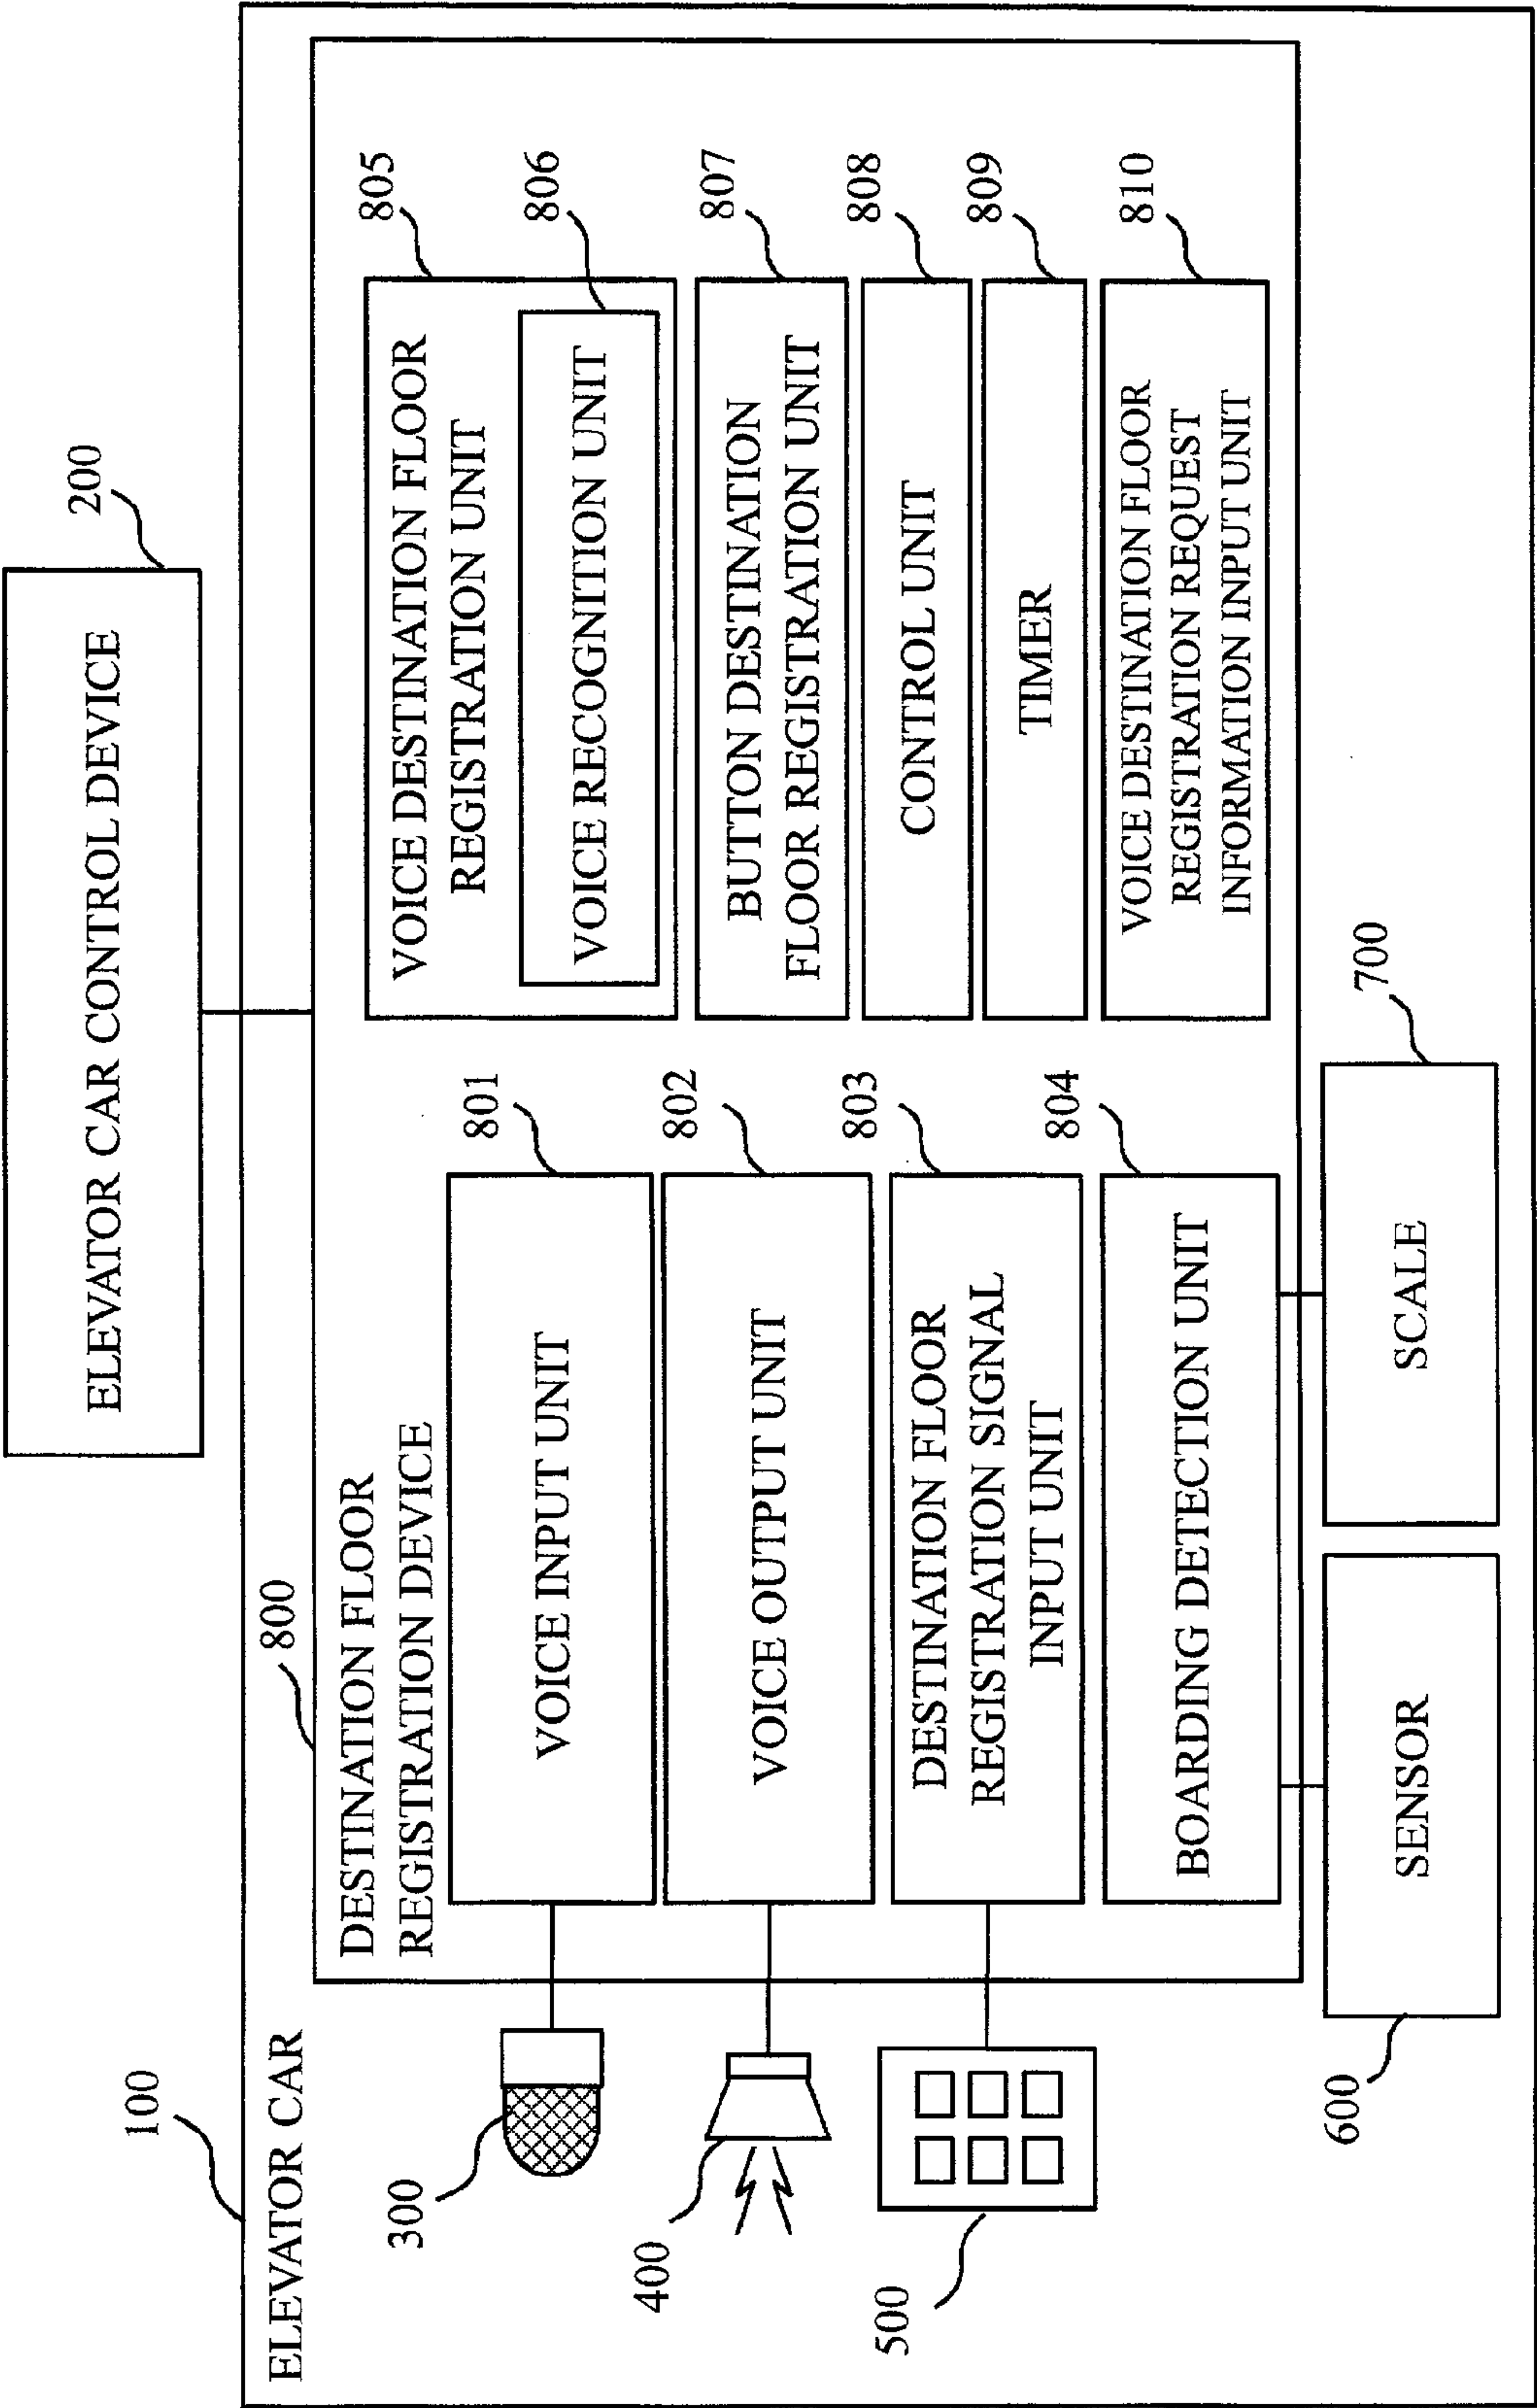 200
ELEVATOR CAR CONTROL DEVICE
100
ELEVATOR CAR
800
DESTINATION FLOOR
REGISTRATION DEVICE
300
400
500
801
VOICE INPUT UNIT
802
VOICE OUTPUT UNIT
803
DESTINATION FLOOR
REGISTRATION SIGNAL
INPUT UNIT
804
BOARDING DETECTION UNIT
805
VOICE DESTINATION FLOOR
REGISTRATION UNIT
806
VOICE RECOGNITION UNIT
807
BUTTON DESTINATION
FLOOR REGISTRATION UNIT
808
CONTROL UNIT
809
TIMER
810
VOICE DESTINATION FLOOR
REGISTRATION REQUEST
INFORMATION INPUT UNIT
600
SENSOR
700
SCALE